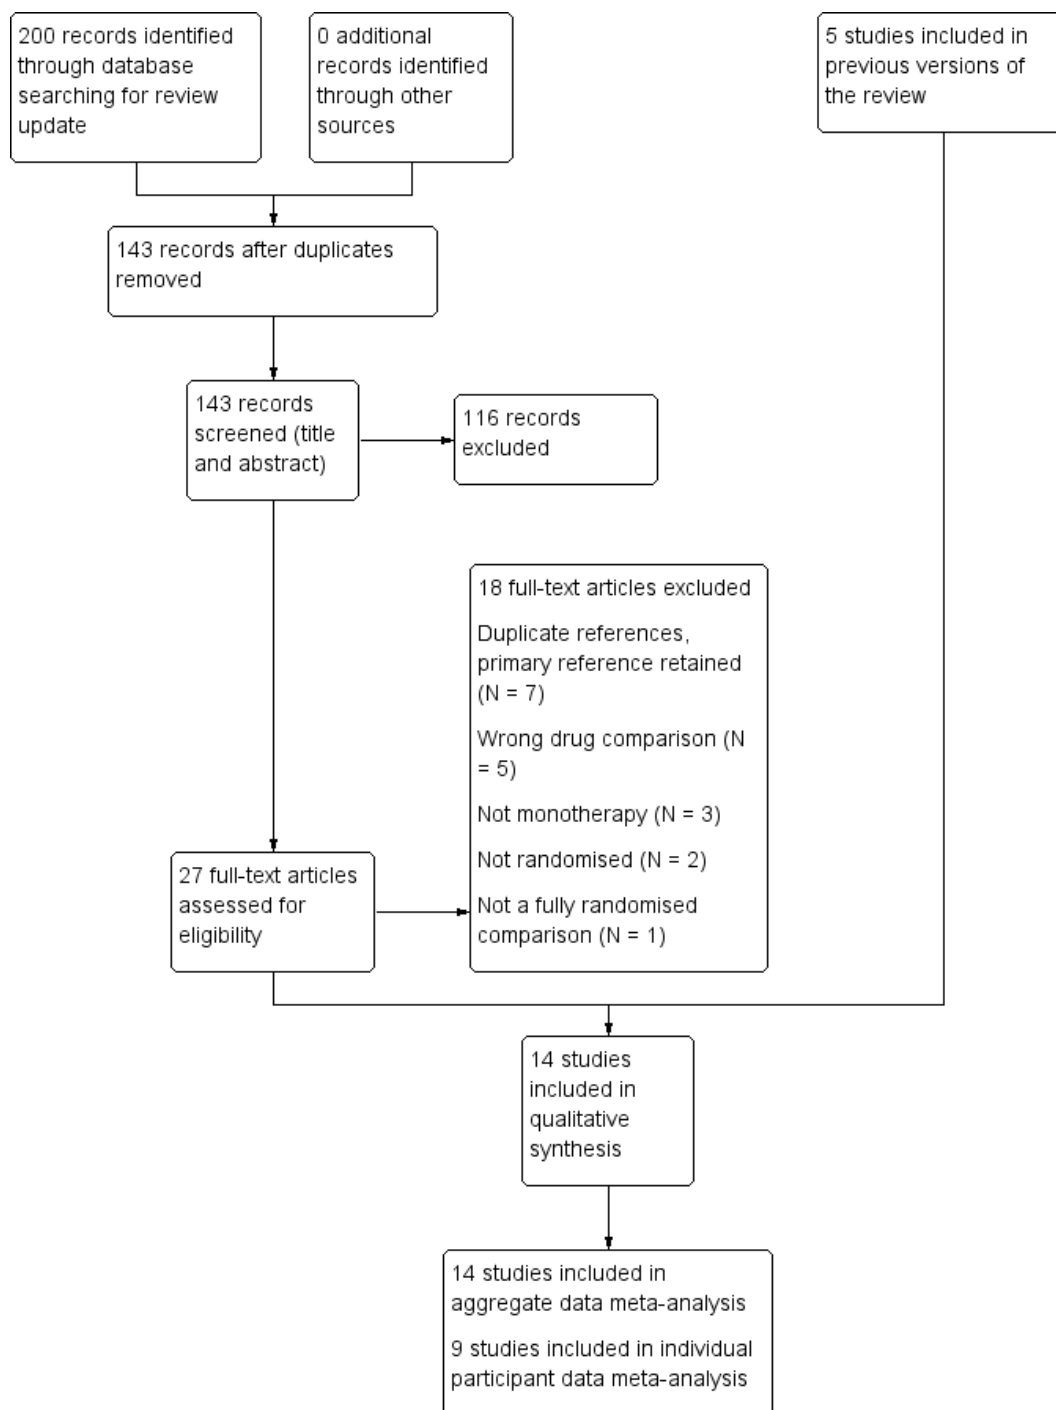 200 records identified
through database
searching for review
update
0 additional
records identified
through other
sources
5 studies included in
previous versions of
the review
143 records after duplicates
removed
143 records
screened (title
and abstract)
116 records
excluded
18 full-text articles excluded
Duplicate references,
primary reference retained
(N = 7)
Wrong drug comparison (N
= 5)
Not monotherapy (N = 3)
Not randomised (N = 2)
Not a fully randomised
comparison (N = 1)
27 full-text articles
assessed for
eligibility
14 studies
included in
qualitative
synthesis
14 studies included in
aggregate data meta-analysis
9 studies included in individual
participant data meta-analysis